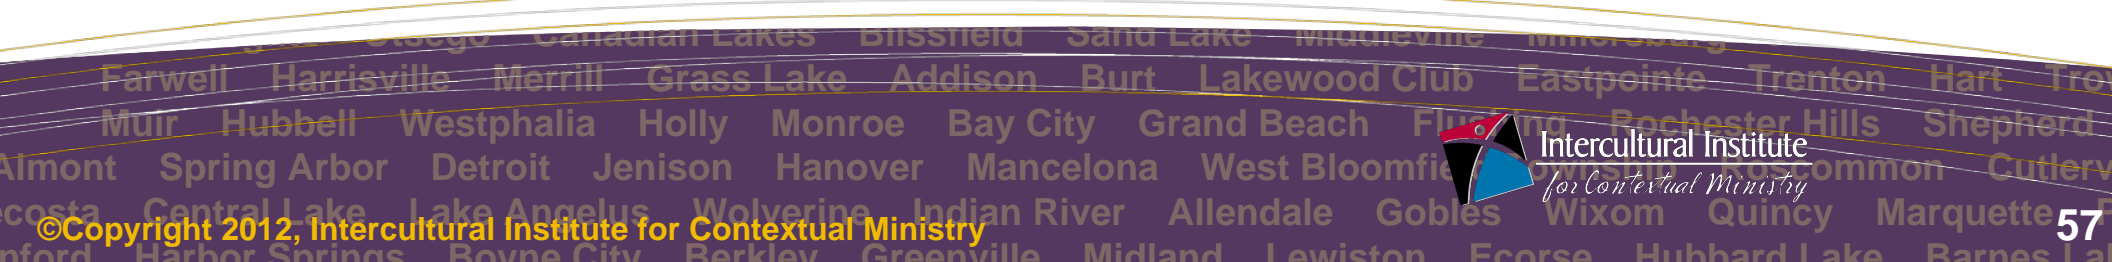 Otsego Canadian Lakes Blissfield Sand Lake Middleville Millersburg
Farwell Harrisville Merrill Grass Lake Addison Burt Lakewood Club Eastpointe Trenton Hart
Muir Hubbell Westphalia Holly Monroe Bay City Grand Beach Rochester Hills Shepherd
Almont Spring Arbor Detroit Jenison Hanover Mancelona West Bloomfie
Intercultural Institute
for Contextual Ministry
Central Lake Lake Angelus Wolverine Indian River Allendale Gobles Wixom Quincy Marquette
©Copyright 2012, Intercultural Institute for Contextual Ministry
57
Harbor Springs Boyne City Berkley Greenville Midland Lewiston Ecorse Hubbard Lake Barnes